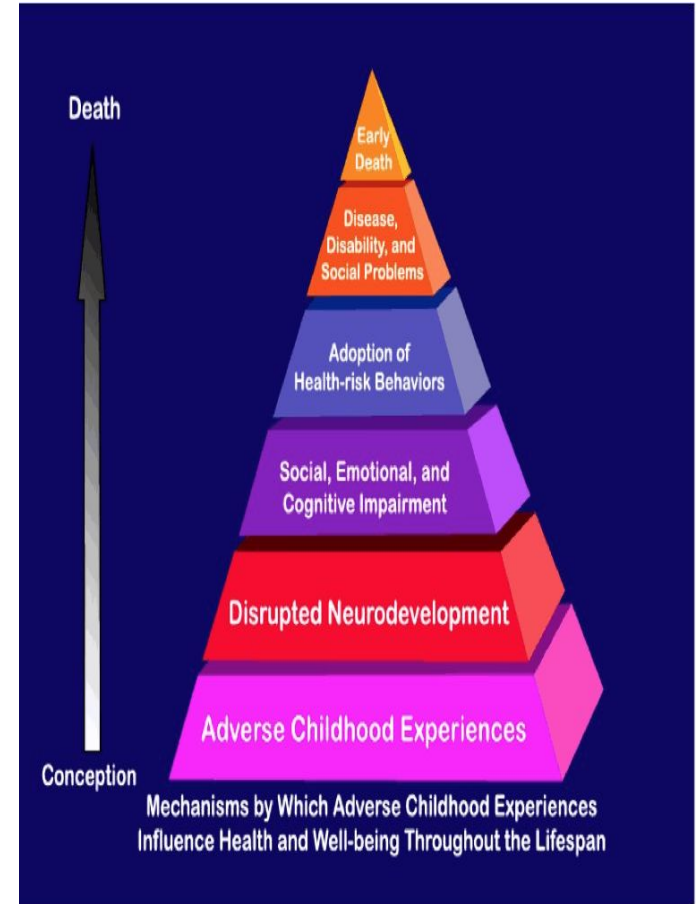 Death
Early
Death
Disease,
Disability, and
Social Problems
Adoption of
Health-risk Behaviors
Social, Emotional, and
Cognitive Impairment
Disrupted Neurodevelopment
Adverse Childhood Experiences
Conception
Mechanisms by Which Adverse Childhood Experiences
Influence Health and Well-being Throughout the Lifespan